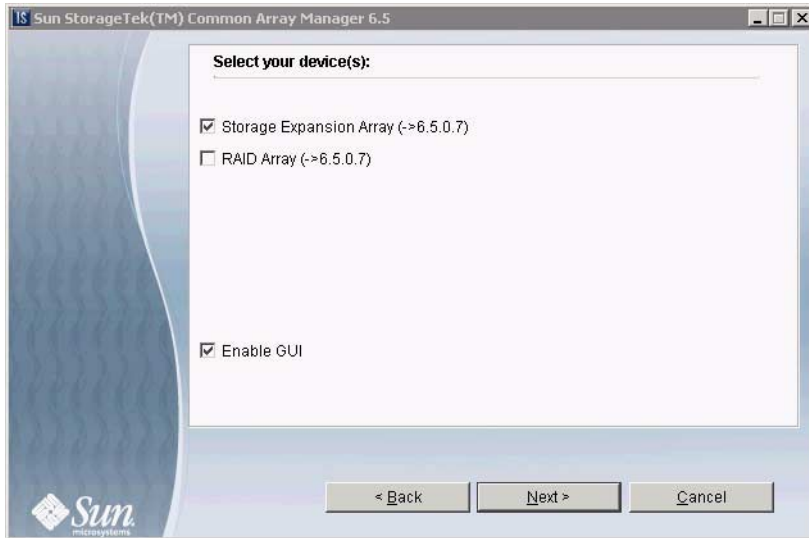 Sun StorageTek(TM) Common Array Manager 6.5
Select your device(s):
Storage Expansion Array (->6.5.0.7)
RAID Array (->6.5.0.7)
Enable GUI
< Back
Next >
Cancel
Sun
microsystems